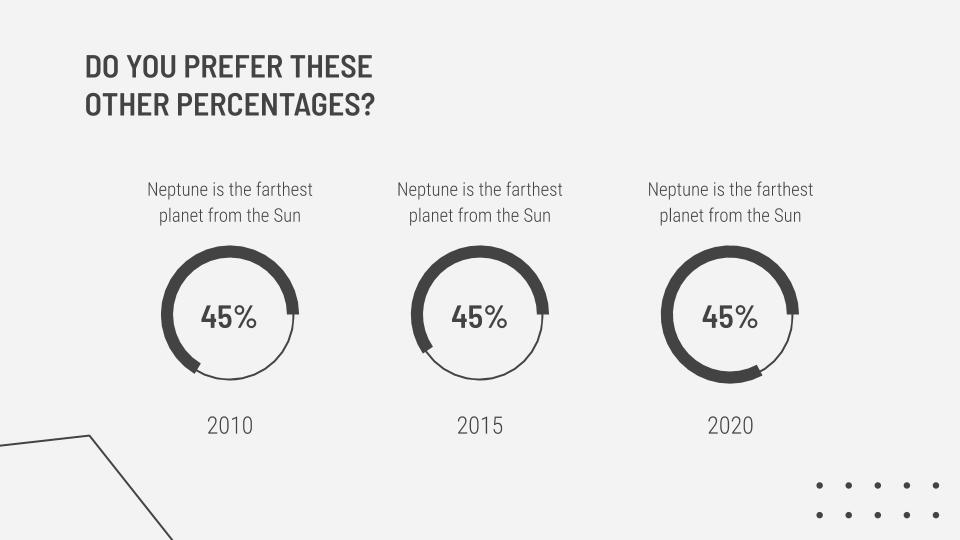 DO YOU PREFER THESE
OTHER PERCENTAGES?
Neptune is the farthest
planet from the Sun
45%
2010
Neptune is the farthest
planet from the Sun
45%
2015
Neptune is the farthest
planet from the Sun
45%
2020